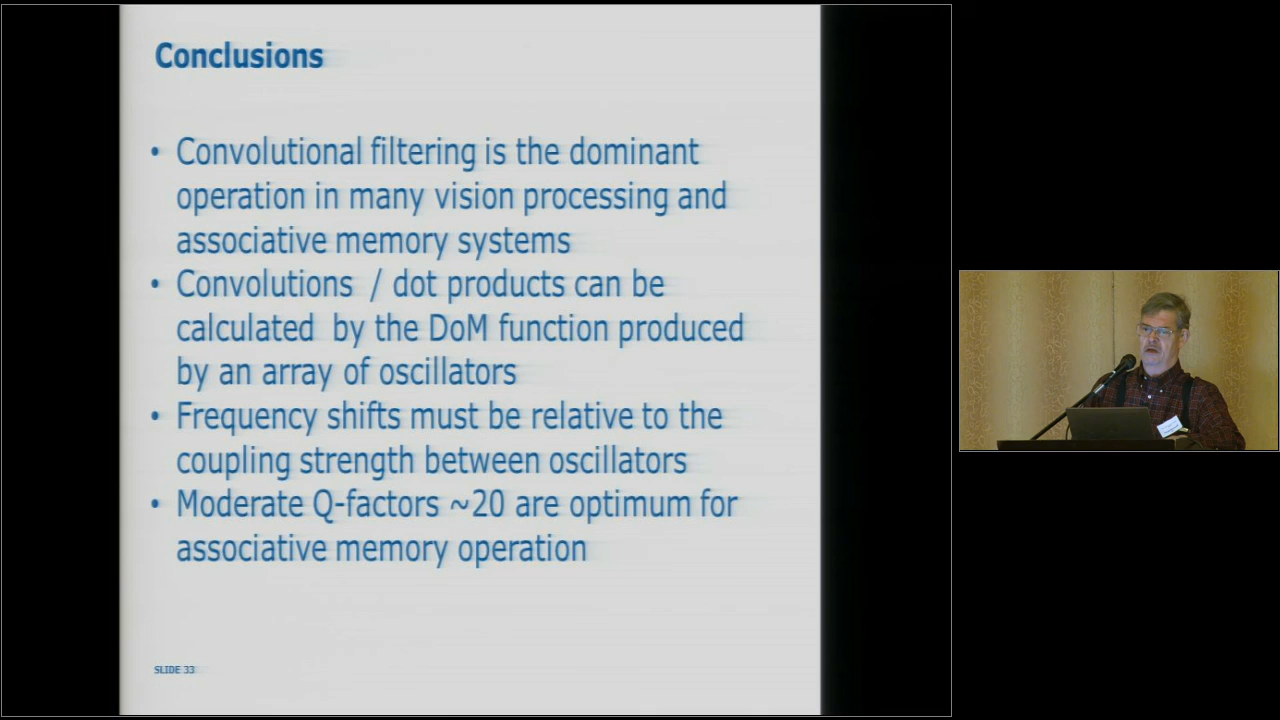 Conclusions
• Convolutional filtering is the dominant
operation in many vision processing and
associative memory systems
• Convolutions / dot products can be
calculated by the DoM function produced
by an array of oscillators
• Frequency shifts must be relative to the
coupling strength between oscillators
• Moderate Q-factors ~20 are optimum for
associative memory operation
SLIDE 33